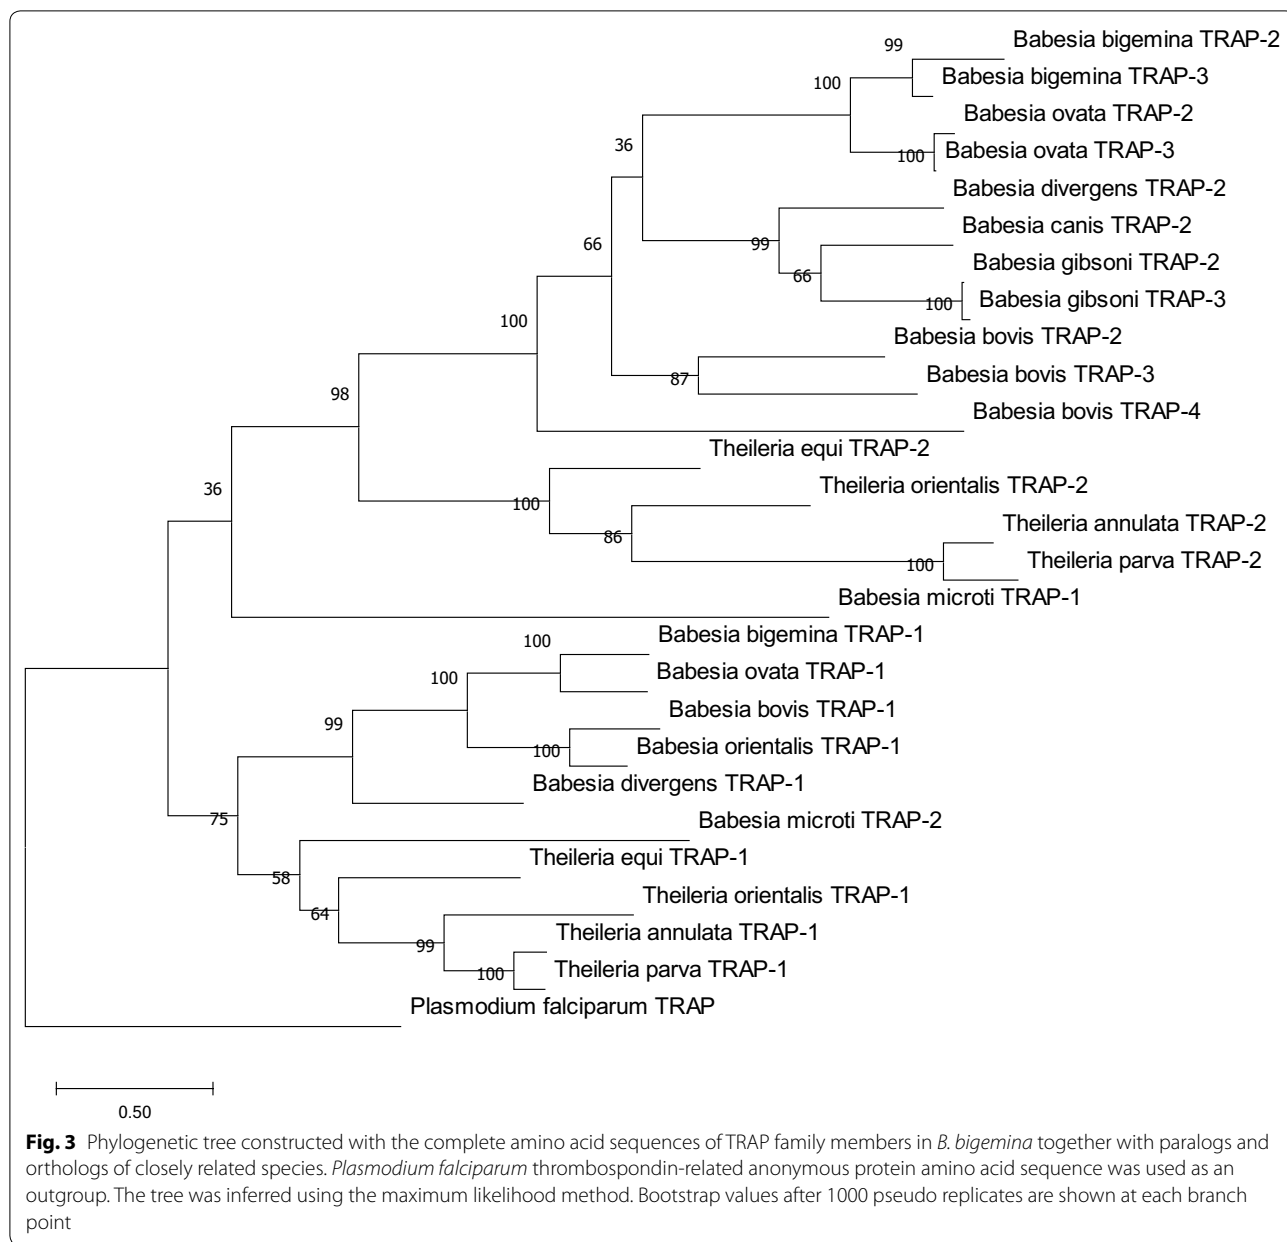 99
Babesia bigemina TRAP-2
100
Babesia bigemina TRAP-3
Babesia ovata TRAP-2
36
100
Babesia ovata TRAP-3
Babesia divergens TRAP-2
Babesia canis TRAP-2
66
99
Babesia gibsoni TRAP-2
66
100
Babesia gibsoni TRAP-3
100
Babesia bovis TRAP-2
87
Babesia bovis TRAP-3
98
Babesia bovis TRAP-4
Theileria equi TRAP-2
36
100
Theileria orientalis TRAP-2
86
Theileria annulata TRAP-2
100
Theileria parva TRAP-2
Babesia microti TRAP-1
100
Babesia bigemina TRAP-1
100
Babesia ovata TRAP-1
99
Babesia bovis TRAP-1
100
Babesia orientalis TRAP-1
Babesia divergens TRAP-1
75
Babesia microti TRAP-2
58
Theileria equi TRAP-1
64
Theileria orientalis TRAP-1
99
Theileria annulata TRAP-1
100
Theileria parva TRAP-1
Plasmodium falciparum TRAP
0.50
Fig. 3 Phylogenetic tree constructed with the complete amino acid sequences of TRAP family members in B. bigemina together with paralogs and
orthologs of closely related species. Plasmodium falciparum thrombospondin-related anonymous protein amino acid sequence was used as an
outgroup. The tree was inferred using the maximum likelihood method. Bootstrap values after 1000 pseudo replicates are shown at each branch
point